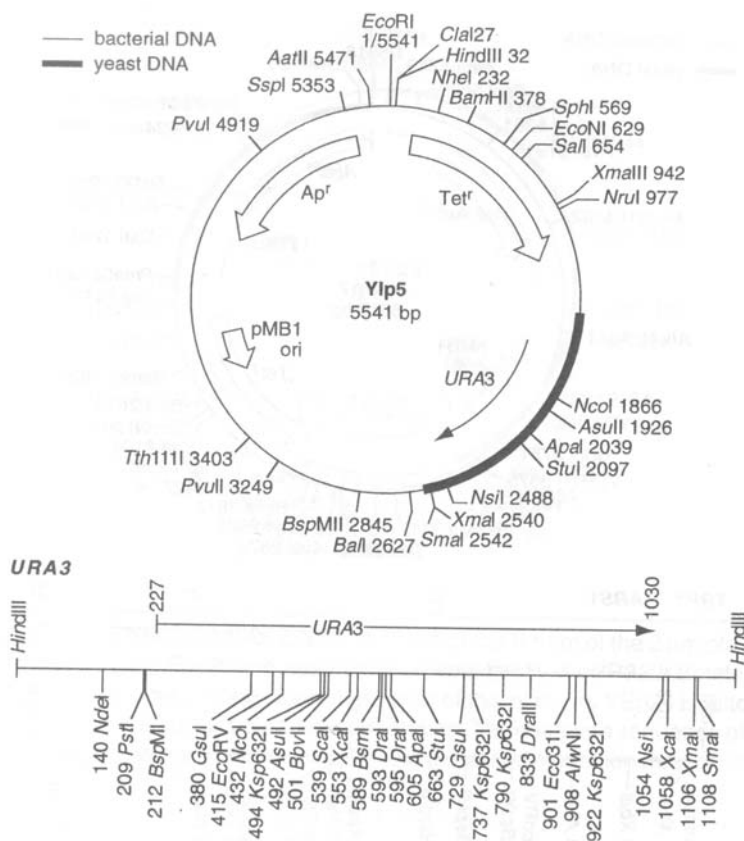 bacterial DNA
yeast DNA
EcoRI
1/5541
ClaI27
HindIII 32
NheI 232
BamHI 378
SphI 569
EcoNI 629
SalI 654
XmaIII 942
NruI 977
AatII 5471
SspI 5353
PvuI 4919
Apʳ
Tetʳ
YIp5
5541 bp
pMB1
ori
URA3
NcoI 1866
AsuII 1926
ApaI 2039
StuI 2097
NsiI 2488
XmaI 2540
SmaI 2542
BalI 2627
BspMII 2845
PvuII 3249
Tth111I 3403
URA3
HindIII
227
URA3
1030
HindIII
140 NdeI
209 PstI
212 BspMI
380 GsuI
415 EcoRV
432 NcoI
494 Ksp632I
492 AsuII
501 BbvII
539 ScaI
553 XcaI
589 BsmI
593 DraI
595 DraI
605 ApaI
663 StuI
729 GsuI
737 Ksp632I
790 Ksp632I
833 DraIII
901 Eco31I
908 AlwNI
922 Ksp632I
1054 NsiI
1058 XcaI
1106 XmaI
1108 SmaI